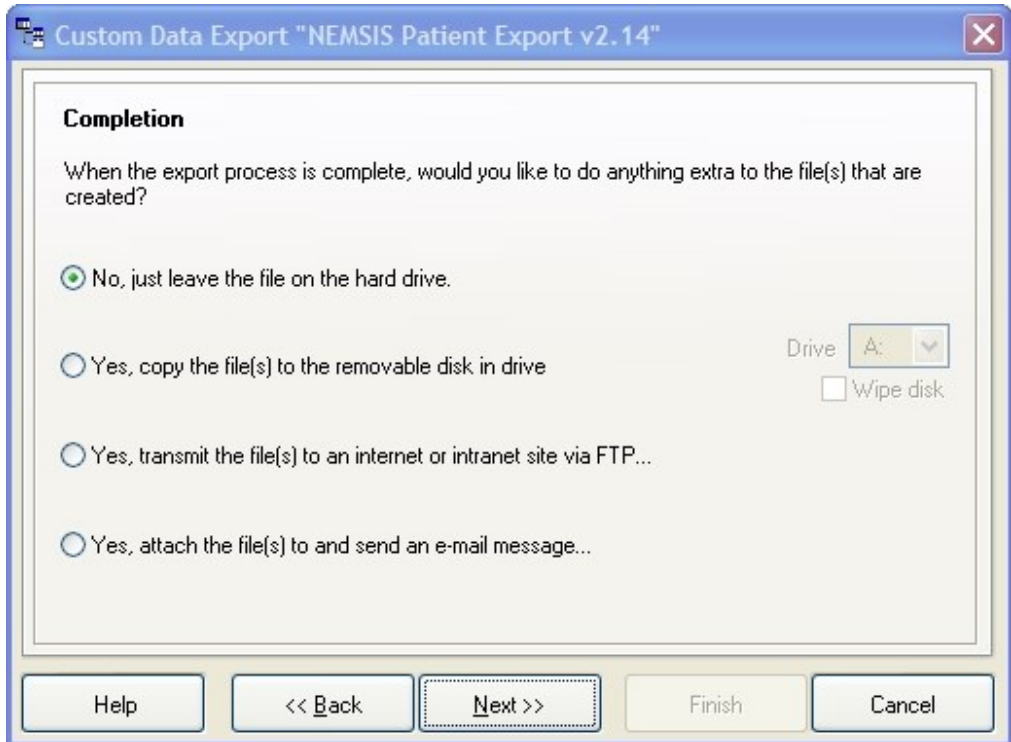 Custom Data Export "NEMSIS Patient Export v2.14"
Completion
When the export process is complete, would you like to do anything extra to the file(s) that are
created?
No, just leave the file on the hard drive.
Yes, copy the file(s) to the removable disk in drive
Drive A:
Wipe disk
Yes, transmit the file(s) to an internet or intranet site via FTP...
Yes, attach the file(s) to and send an e-mail message...
Help << Back Next >> Finish Cancel